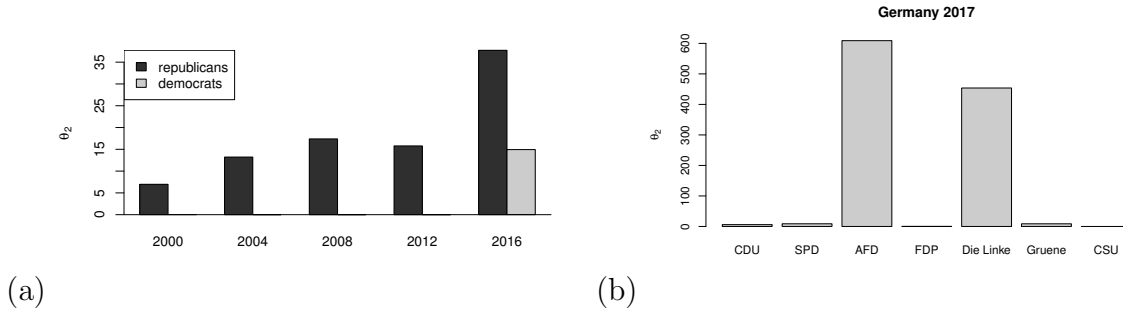 θ₂
35
25
15
5
0
republicans
democrats
2000 2004 2008 2012 2016
(a)
Germany 2017
θ₂
600
500
400
300
200
100
0
CDU SPD AFD FDP Die Linke Gruene CSU
(b)